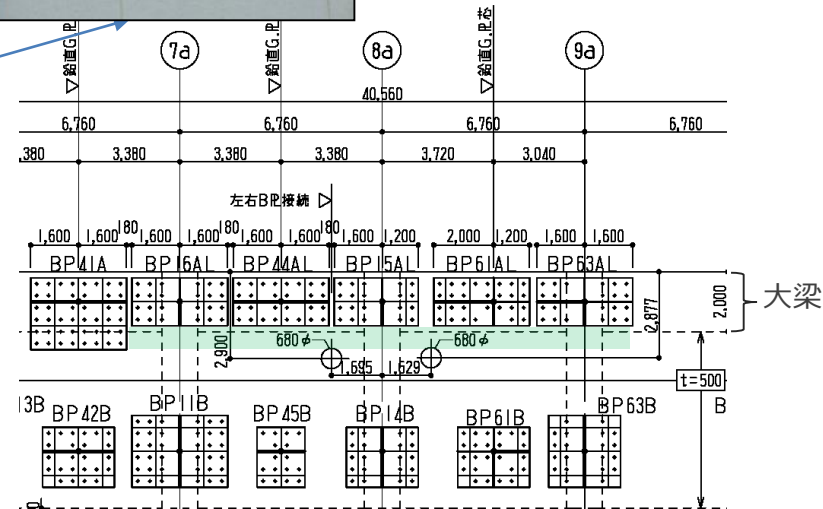 鉛直G.PL
鉛直G.PL
鉛直G.PL芯
7a
8a
9a
40,560
6,760
6,760
6,760
6,760
,380
3,380
3,380
3,380
3,720
3,040
左右BPL接続
1,600
1,600
180
1,600
1,600
180
1,600
1,600
180
1,600
1,200
2,000
1,200
1,600
1,600
BP41A
BP16AL
BP44AL
BP15AL
BP61AL
BP63AL
2,877
2,000
大梁
680φ
680φ
2,900
1,695
1,629
t=500
13B
BP42B
BP11B
BP45B
BP14B
BP61B
BP63B
B